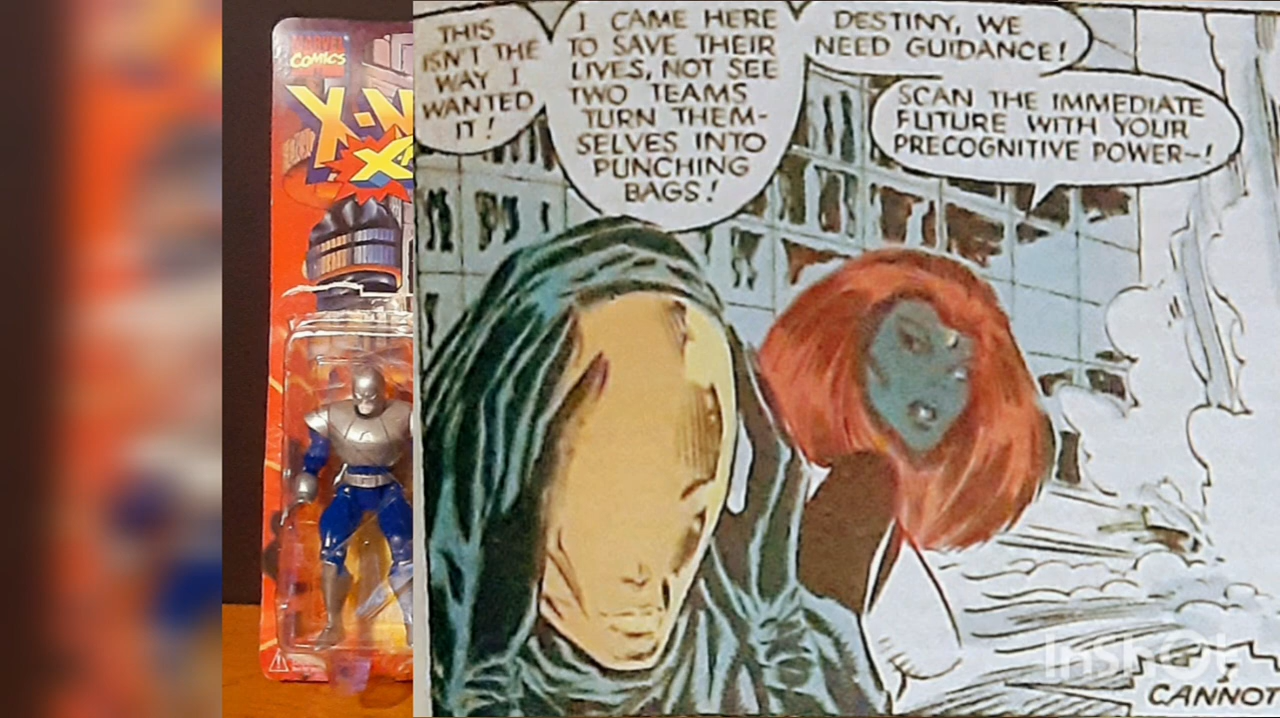 MARVEL
COMICS
THIS
ISN'T THE
WAY I
WANTED
IT!
I CAME HERE
TO SAVE THEIR
LIVES, NOT SEE
TWO TEAMS
TURN THEM-
SELVES INTO
PUNCHING
BAGS!
DESTINY, WE
NEED GUIDANCE!
SCAN THE IMMEDIATE
FUTURE WITH YOUR
PRECOGNITIVE POWER--!
I
CANNOT
InShOt